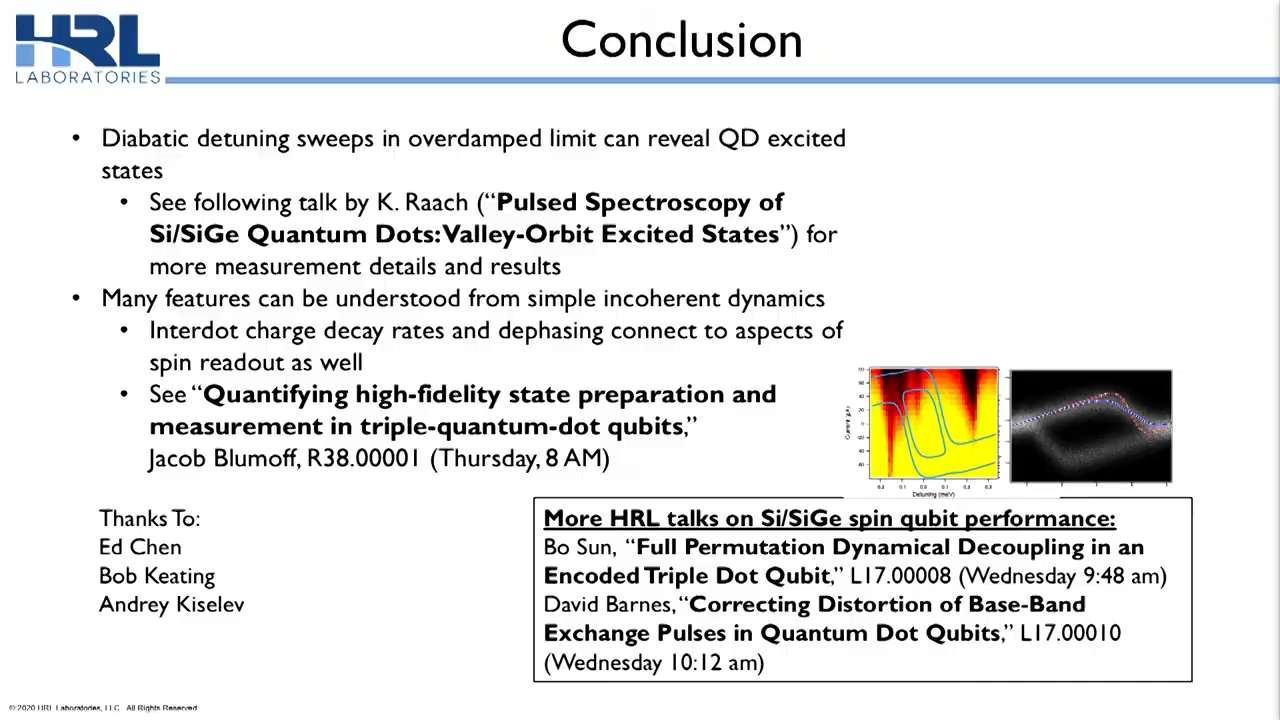 HRL
LABORATORIES
Conclusion
• Diabatic detuning sweeps in overdamped limit can reveal QD excited
states
• See following talk by K. Raach (“Pulsed Spectroscopy of
Si/SiGe Quantum Dots: Valley-Orbit Excited States”) for
more measurement details and results
• Many features can be understood from simple incoherent dynamics
• Interdot charge decay rates and dephasing connect to aspects of
spin readout as well
• See “Quantifying high-fidelity state preparation and
measurement in triple-quantum-dot qubits,”
Jacob Blumoff, R38.00001 (Thursday, 8 AM)
Detuning (meV)
Thanks To:
Ed Chen
Bob Keating
Andrey Kiselev
More HRL talks on Si/SiGe spin qubit performance:
Bo Sun, “Full Permutation Dynamical Decoupling in an
Encoded Triple Dot Qubit,” L17.00008 (Wednesday 9:48 am)
David Barnes, “Correcting Distortion of Base-Band
Exchange Pulses in Quantum Dot Qubits,” L17.00010
(Wednesday 10:12 am)
© 2020 HRL Laboratories, LLC. All Rights Reserved